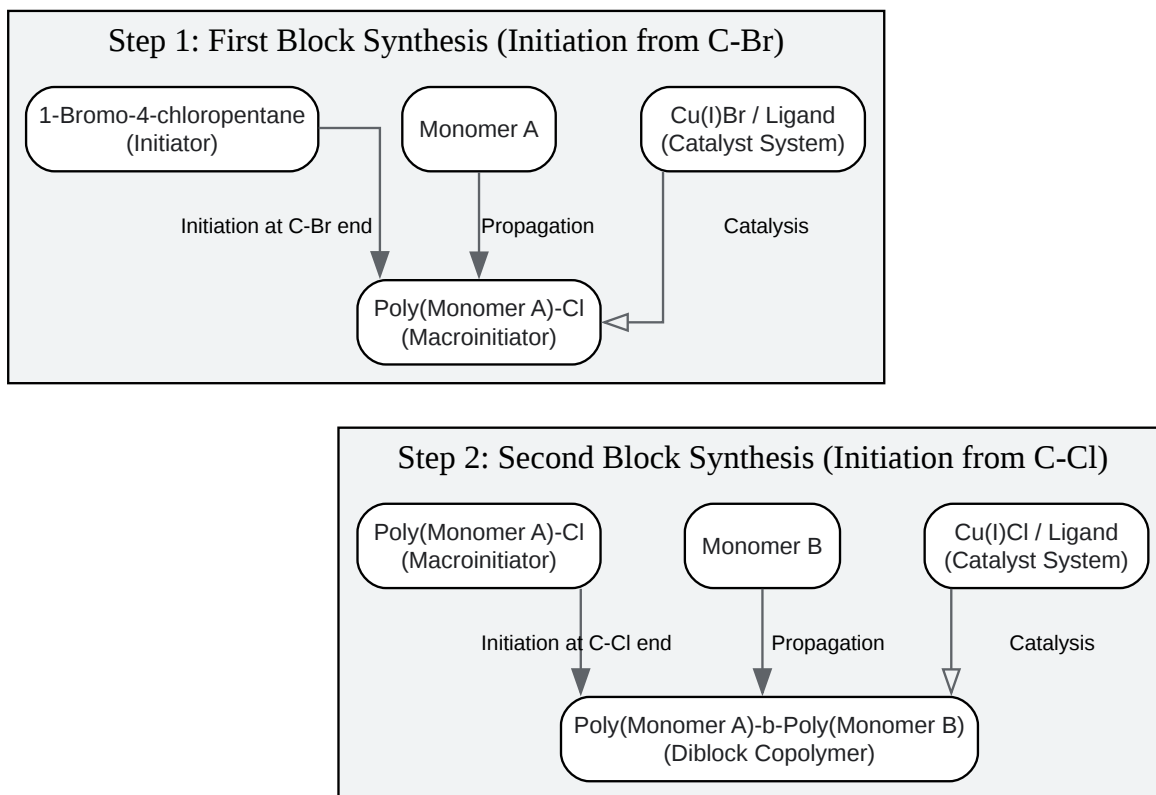 Step 1: First Block Synthesis (Initiation from C-Br)
1-Bromo-4-chloropentane
(Initiator)
Monomer A
Cu(I)Br / Ligand
(Catalyst System)
Initiation at C-Br end
Propagation
Catalysis
Poly(Monomer A)-Cl
(Macroinitiator)
Step 2: Second Block Synthesis (Initiation from C-Cl)
Poly(Monomer A)-Cl
(Macroinitiator)
Monomer B
Cu(I)Cl / Ligand
(Catalyst System)
Initiation at C-Cl end
Propagation
Catalysis
Poly(Monomer A)-b-Poly(Monomer B)
(Diblock Copolymer)